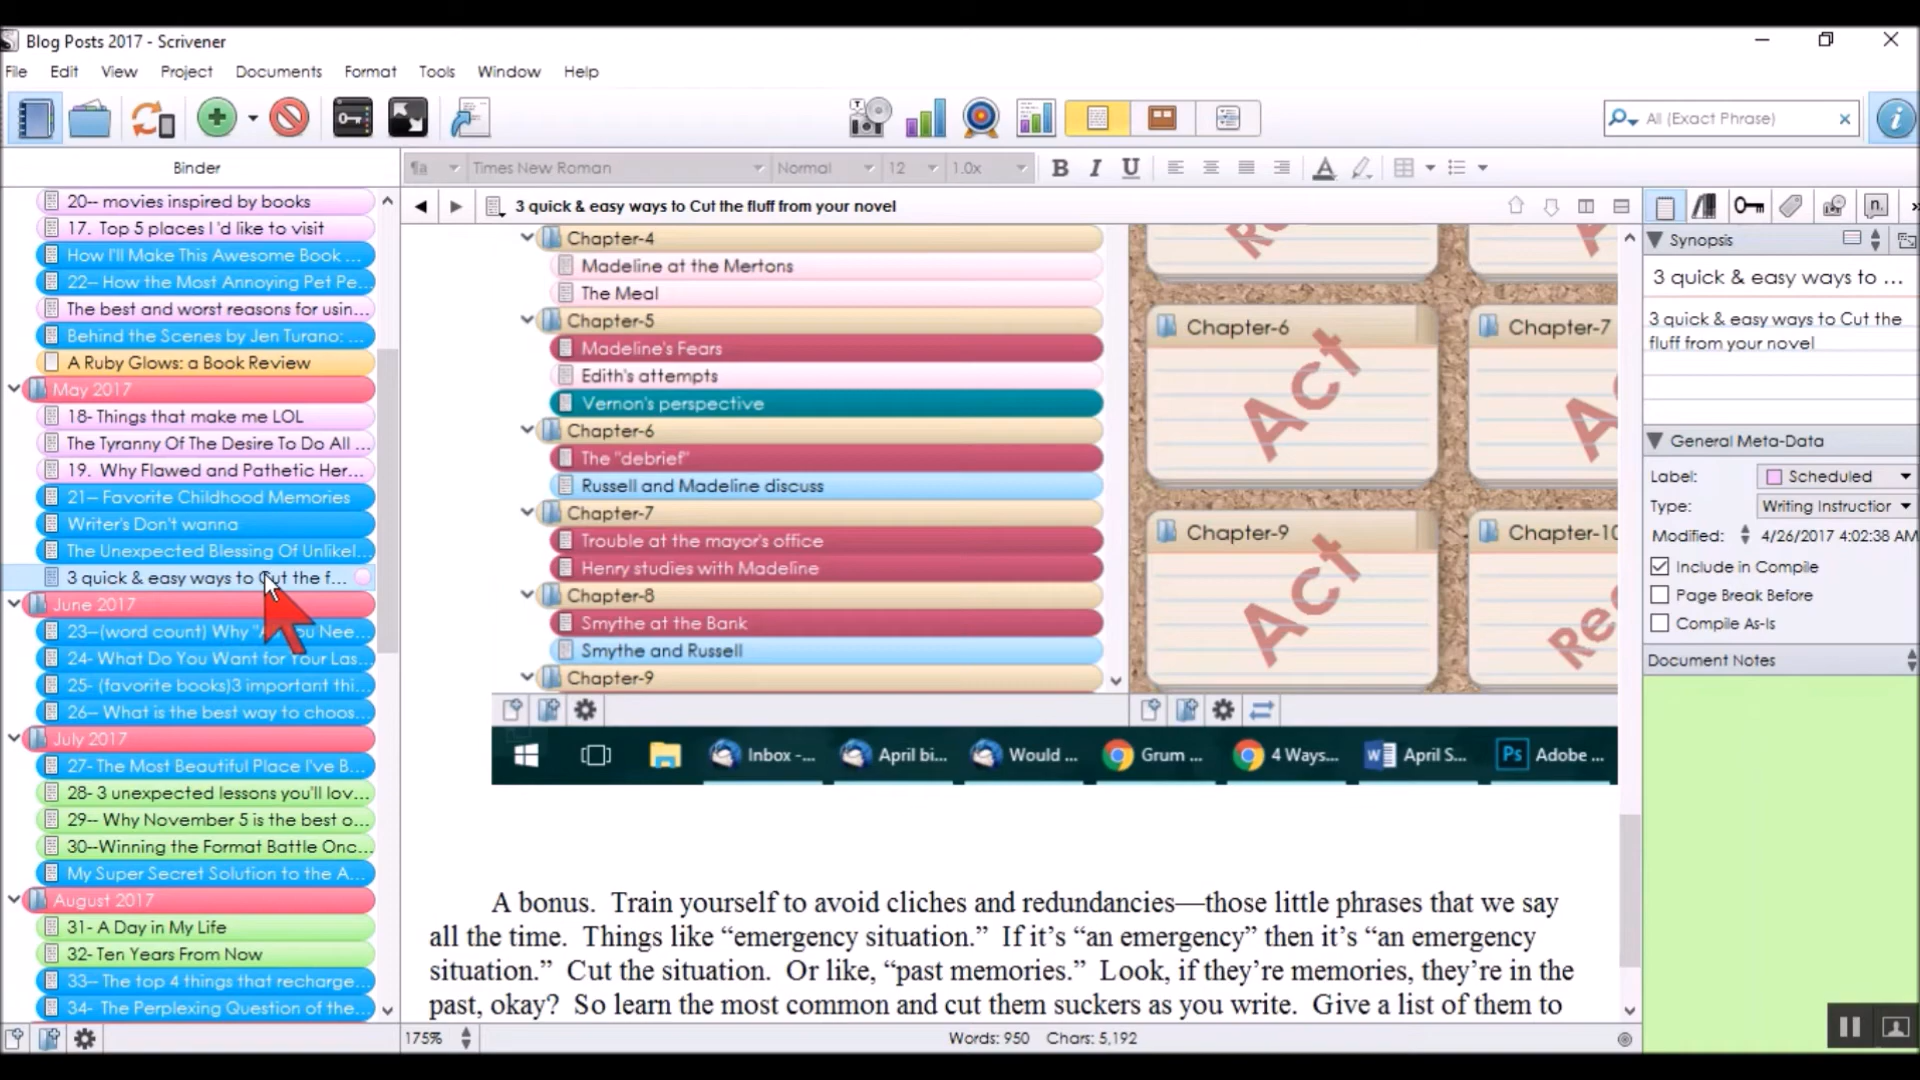 Blog Posts 2017 - Scrivener
File Edit View Project Documents Format Tools Window Help
All (Exact Phrase)
Binder
Times New Roman Normal 12 1.0x B I U A
20-- movies inspired by books
17. Top 5 places I 'd like to visit
How I'll Make This Awesome Book ...
22-- How the Most Annoying Pet Pe...
The best and worst reasons for usin...
Behind the Scenes by Jen Turano: ...
A Ruby Glows: a Book Review
May 2017
18- Things that make me LOL
The Tyranny Of The Desire To Do All ...
19. Why Flawed and Pathetic Her...
21-- Favorite Childhood Memories
Writer's Don't wanna
The Unexpected Blessing Of Unlikel...
3 quick & easy ways to Cut the f...
June 2017
23--(word count) Why Nee...
24- What Do You Want for Your Las...
25- (favorite books)3 important thi...
26-- What is the best way to choos...
July 2017
27- The Most Beautiful Place I've B...
28- 3 unexpected lessons you'll lov...
29-- Why November 5 is the best o...
30--Winning the Format Battle Onc...
My Super Secret Solution to the A...
August 2017
31- A Day in My Life
32- Ten Years From Now
33-- The top 4 things that recharge...
34- The Perplexing Question of the...
3 quick & easy ways to Cut the fluff from your novel
Chapter-4
Madeline at the Mertons
The Meal
Chapter-5
Madeline's Fears
Edith's attempts
Vernon's perspective
Chapter-6
The "debrief"
Russell and Madeline discuss
Chapter-7
Trouble at the mayor's office
Henry studies with Madeline
Chapter-8
Smythe at the Bank
Smythe and Russell
Chapter-9
Chapter-6
Act
Chapter-7
A
Chapter-9
Act
Chapter-10
Rea
Inbox -... April bi... Would ... Grum ... 4 Ways... April S... Adobe ...
A bonus. Train yourself to avoid cliches and redundancies—those little phrases that we say
all the time. Things like “emergency situation.” If it’s “an emergency” then it’s “an emergency
situation.” Cut the situation. Or like, “past memories.” Look, if they’re memories, they’re in the
past, okay? So learn the most common and cut them suckers as you write. Give a list of them to
175% Words: 950 Chars: 5,192
Synopsis
3 quick & easy ways to ...
3 quick & easy ways to Cut the
fluff from your novel
General Meta-Data
Label: Scheduled
Type: Writing Instruction
Modified: 4/26/2017 4:02:38 AM
Include in Compile
Page Break Before
Compile As-Is
Document Notes